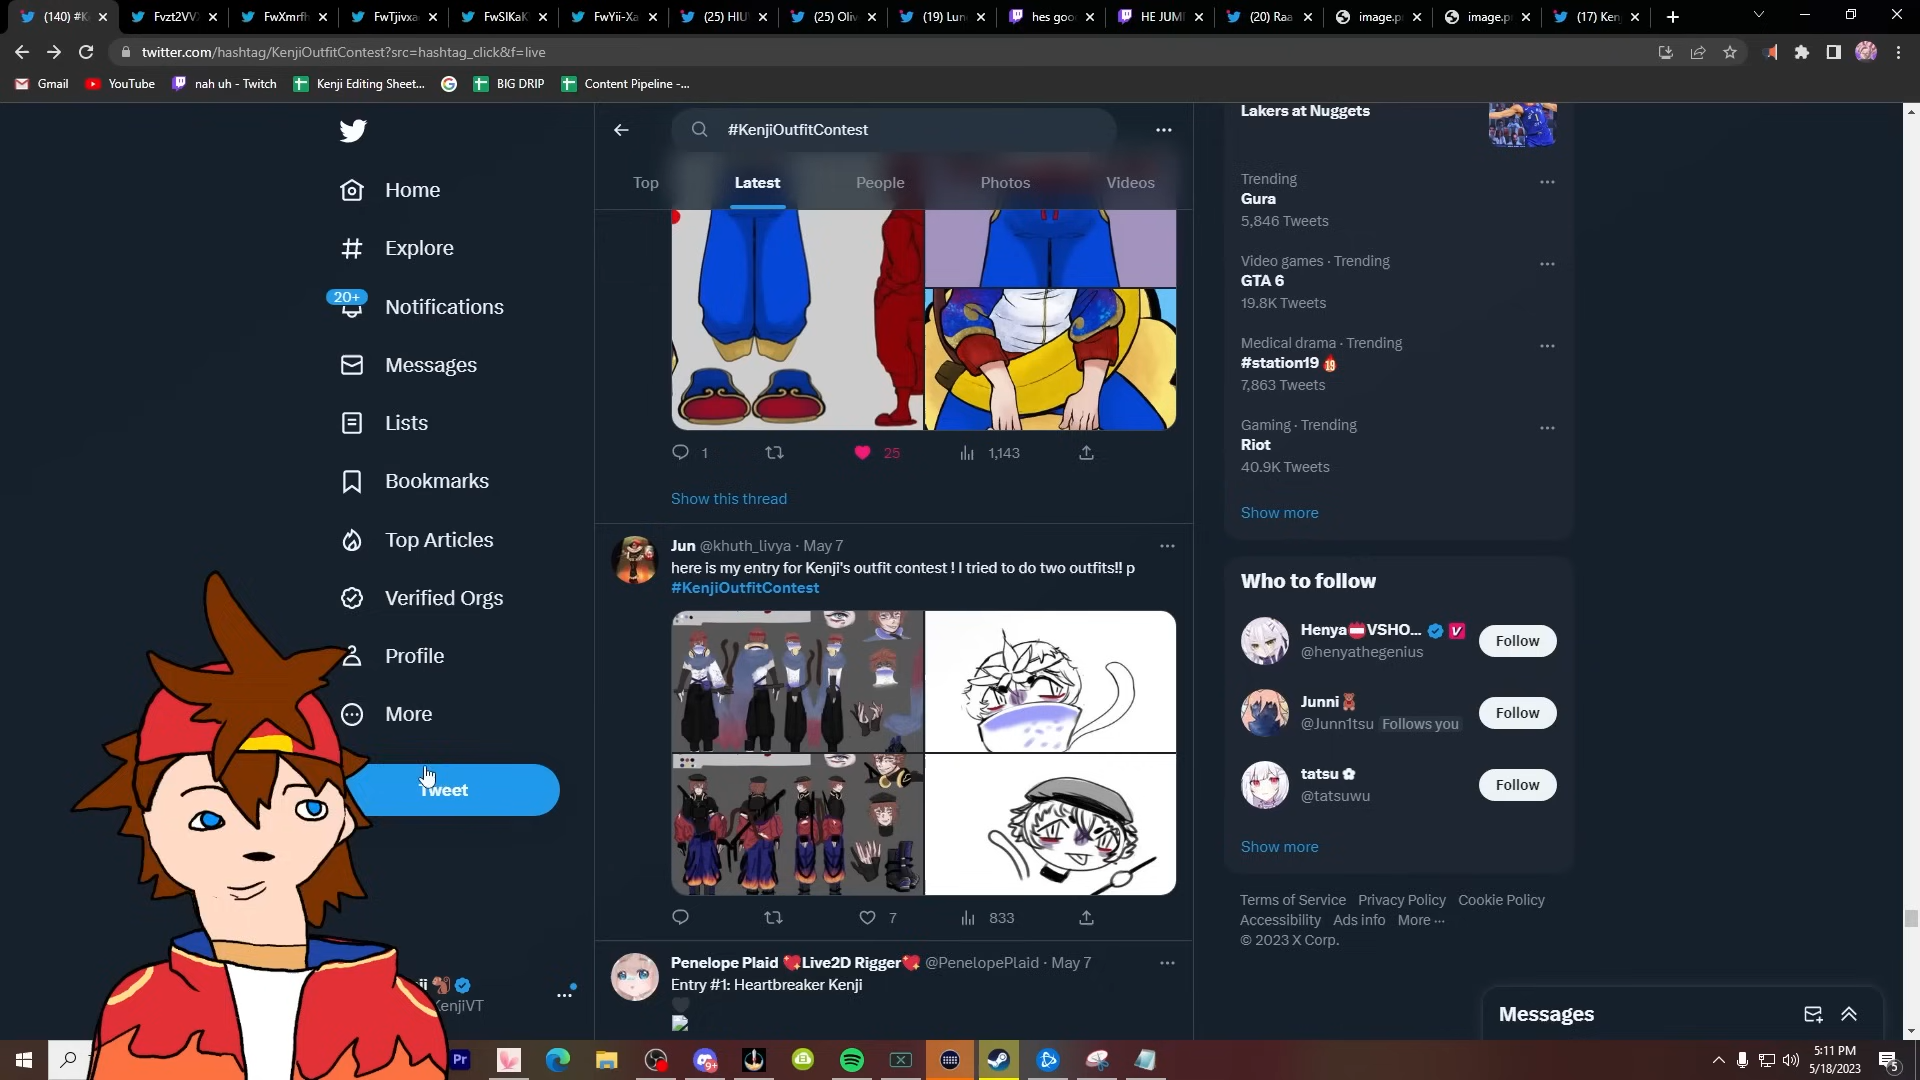 (140) #K
Fvzt2VV
FwXmrfh
FwTjivxa
FwSIKaK
FwYii-Xa
(25) HIU
(25) Oliv
(19) Lun
hes goo
HE JUM
(20) Raa
image.p
image.p
(17) Ken
twitter.com/hashtag/KenjiOutfitContest?src=hashtag_click&f=live
Gmail
YouTube
nah uh - Twitch
Kenji Editing Sheet...
BIG DRIP
Content Pipeline -...
Home
Explore
20+
Notifications
Messages
Lists
Bookmarks
Top Articles
Verified Orgs
Profile
More
Tweet
KenjiVT
#KenjiOutfitContest
Top
Latest
People
Photos
Videos
1
25
1,143
Show this thread
Jun @khuth_livya · May 7
here is my entry for Kenji's outfit contest ! I tried to do two outfits!! p
#KenjiOutfitContest
7
833
Penelope Plaid 💖Live2D Rigger💖 @PenelopePlaid · May 7
Entry #1: Heartbreaker Kenji
Lakers at Nuggets
Trending
Gura
5,846 Tweets
Video games · Trending
GTA 6
19.8K Tweets
Medical drama · Trending
#station19
7,863 Tweets
Gaming · Trending
Riot
40.9K Tweets
Show more
Who to follow
Henya VSHO...
@henyathegenius
Follow
Junni
@Junn1tsu Follows you
Follow
tatsu
@tatsuwu
Follow
Show more
Terms of Service Privacy Policy Cookie Policy
Accessibility Ads info More ...
© 2023 X Corp.
Messages
Pr
9+
5:11 PM
5/18/2023
5